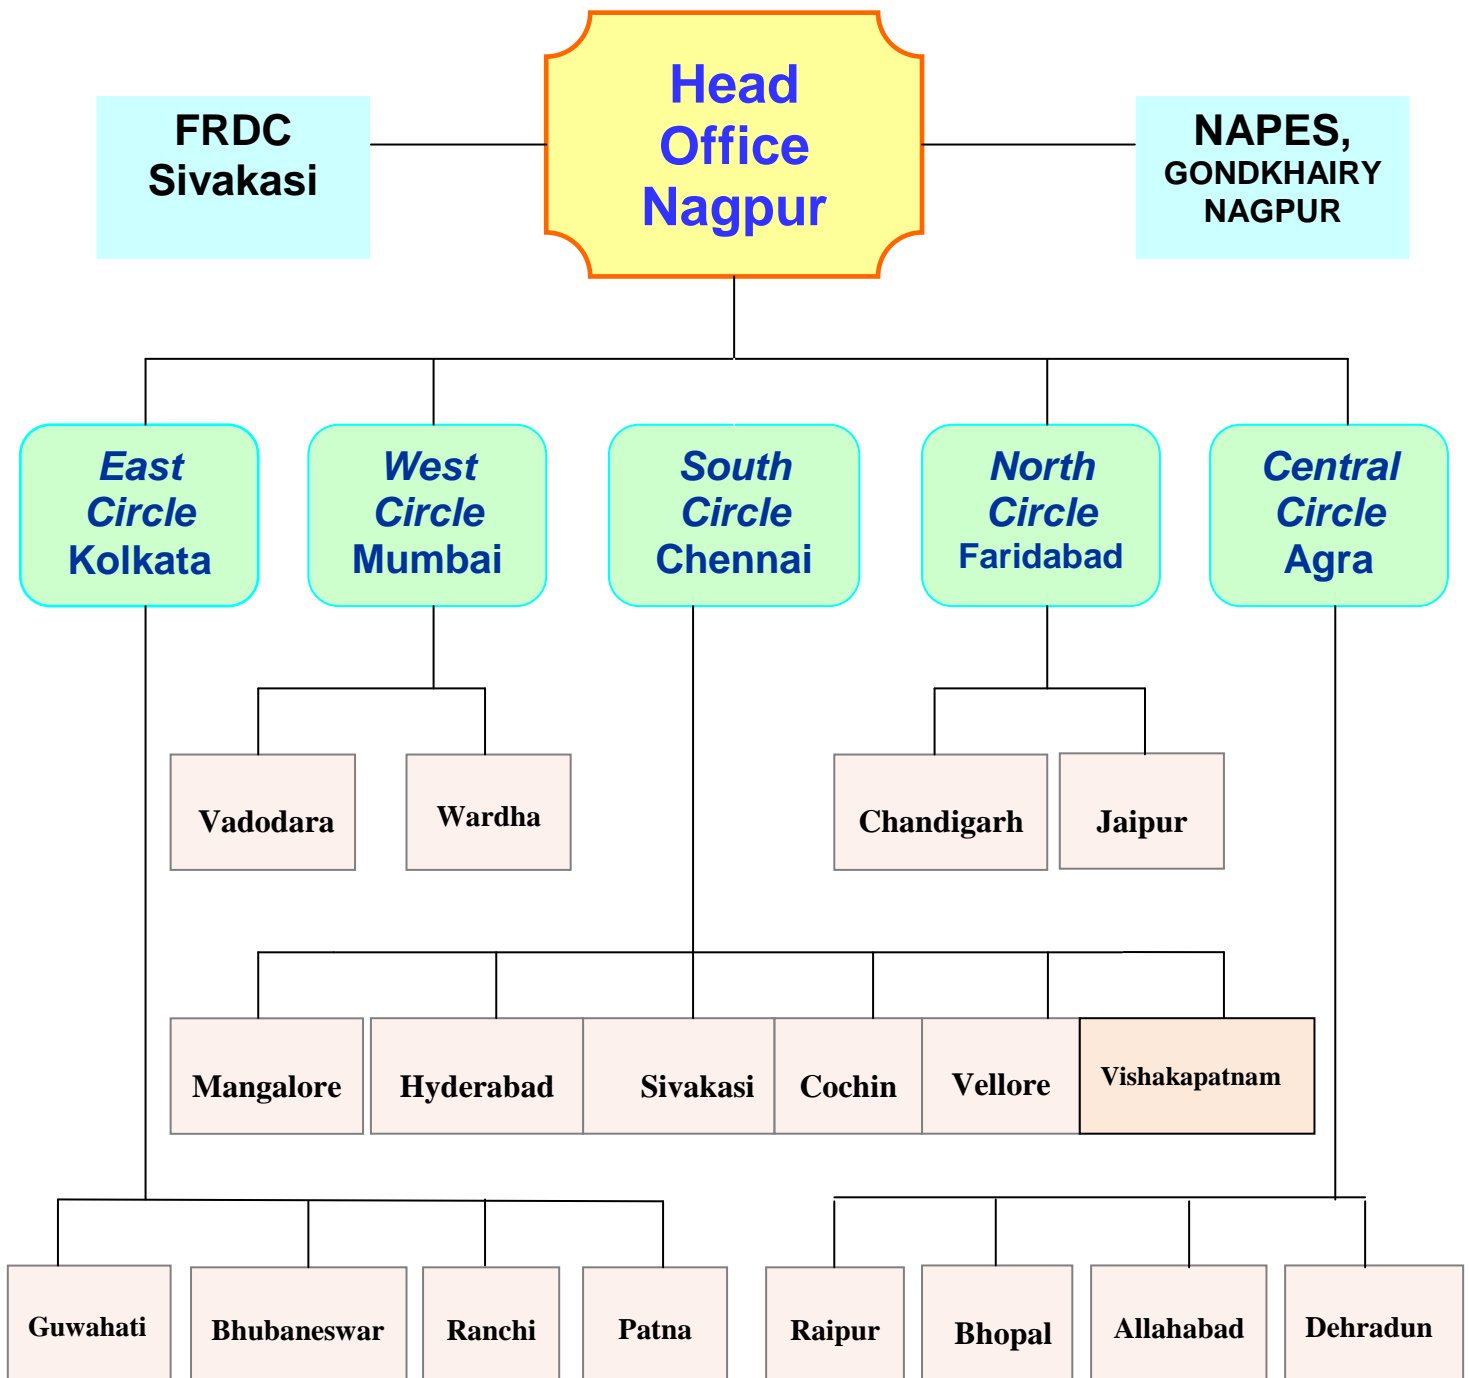 FRDC
Sivakasi
Head
Office
Nagpur
NAPES,
GONDKHAIRY
NAGPUR
East
Circle
Kolkata
West
Circle
Mumbai
South
Circle
Chennai
North
Circle
Faridabad
Central
Circle
Agra
Vadodara
Wardha
Chandigarh
Jaipur
Mangalore
Hyderabad
Sivakasi
Cochin
Vellore
Vishakapatnam
Guwahati
Bhubaneswar
Ranchi
Patna
Raipur
Bhopal
Allahabad
Dehradun